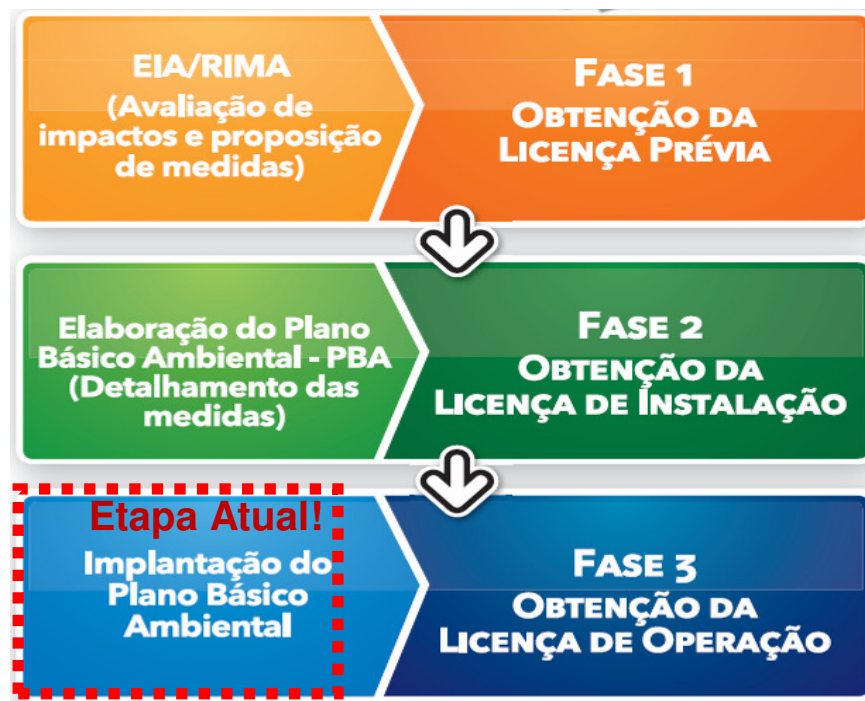 EIA/RIMA
(Avaliação de
impactos e proposição
de medidas)
FASE 1
OBTENÇÃO DA
LICENÇA PRÉVIA
Elaboração do Plano
Básico Ambiental - PBA
(Detalhamento das
medidas)
FASE 2
OBTENÇÃO DA
LICENÇA DE INSTALAÇÃO
Etapa Atual!
Implantação do
Plano Básico
Ambiental
FASE 3
OBTENÇÃO DA
LICENÇA DE OPERAÇÃO